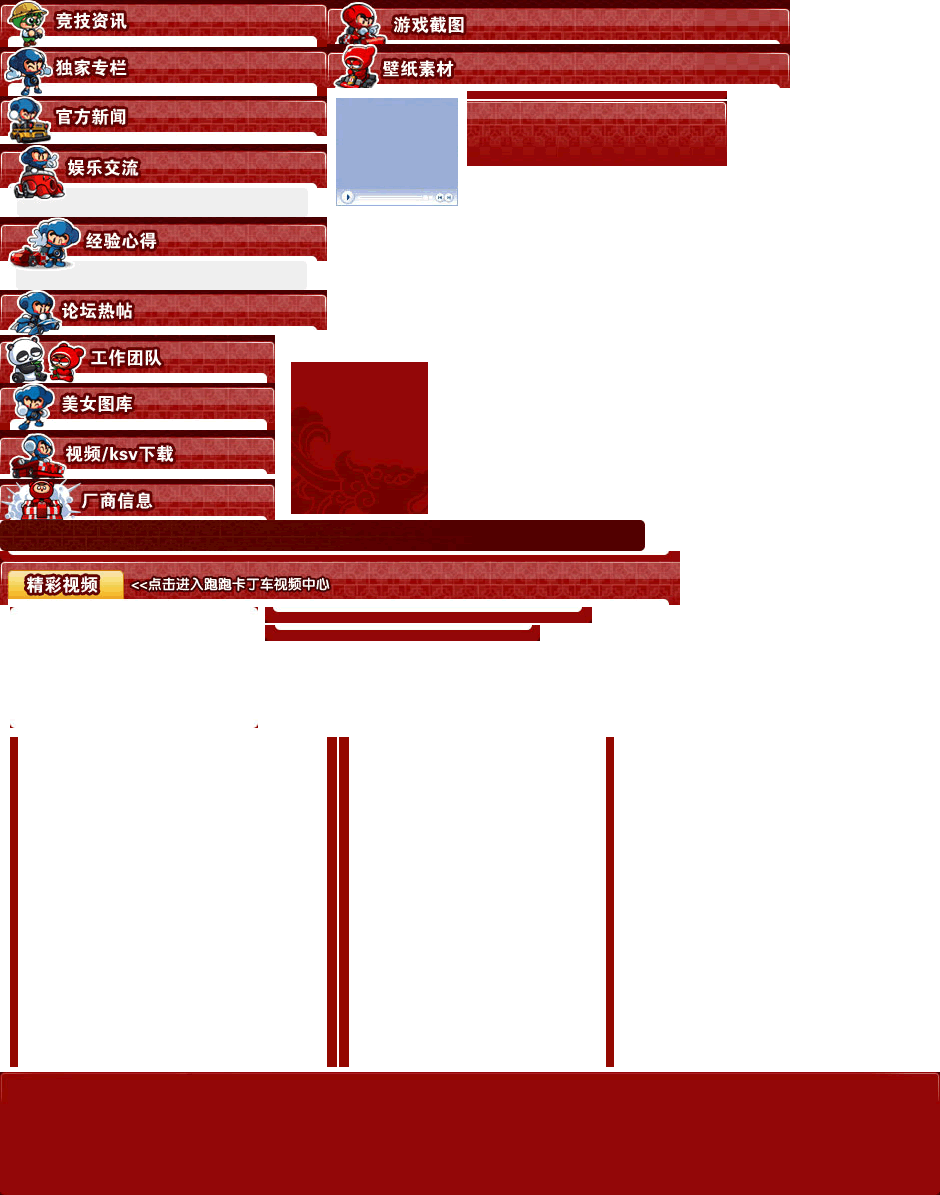 竞技资讯
游戏截图
独家专栏
壁纸素材
官方新闻
娱乐交流
经验心得
论坛热帖
工作团队
美女图库
视频/ksv下载
厂商信息
精彩视频 <<点击进入跑跑卡丁车视频中心